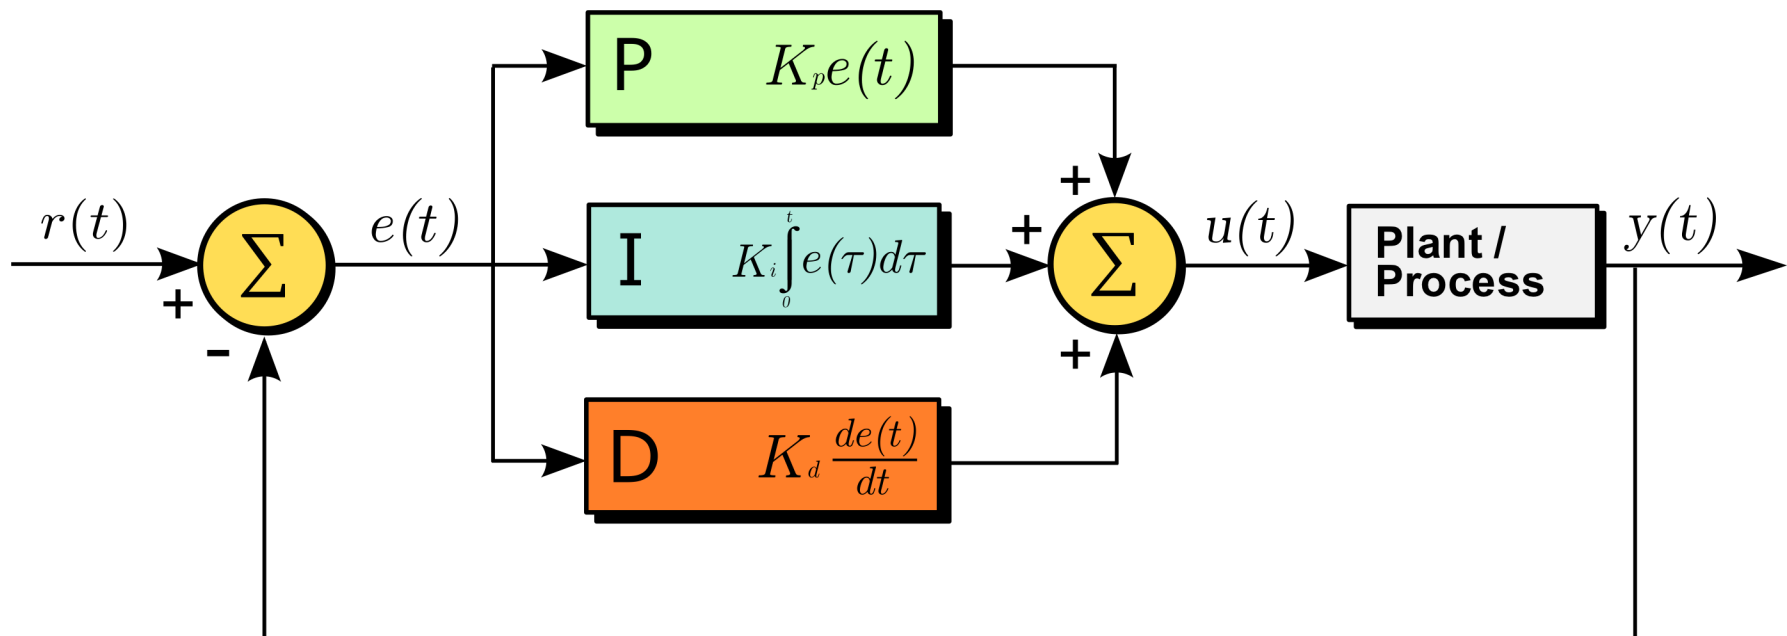 r(t)
+
-
Σ
e(t)
P K_p e(t)
I K_i ∫_0^t e(τ)dτ
D K_d de(t)/dt
+
+
+
Σ
u(t)
Plant /
Process
y(t)